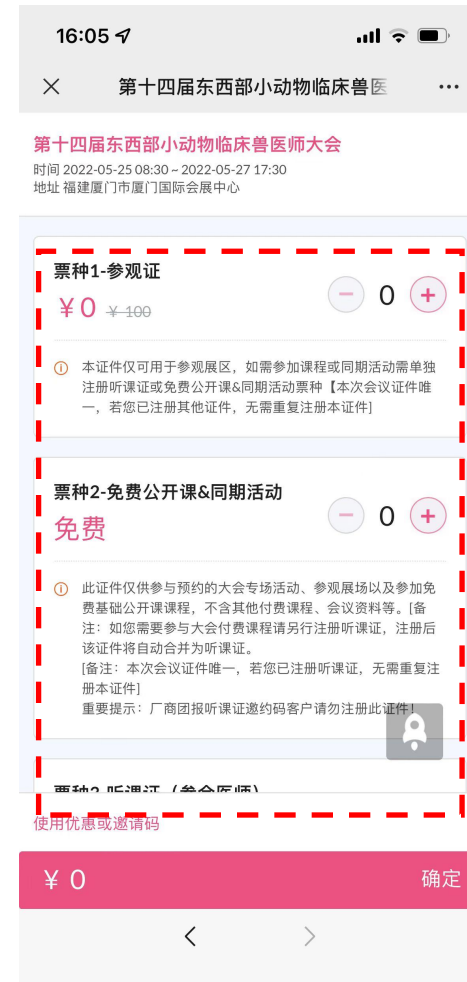 16:05
第十四届东西部小动物临床兽医
第十四届东西部小动物临床兽医师大会
时间 2022-05-25 08:30 ~ 2022-05-27 17:30
地址 福建厦门市厦门国际会展中心
票种1-参观证
¥ 0 ¥ 100
0
本证件仅可用于参观展区，如需参加课程或同期活动需单独
注册听课证或免费公开课&同期活动票种【本次会议证件唯
一，若您已注册其他证件，无需重复注册本证件]
票种2-免费公开课&同期活动
免费
0
此证件仅供参与预约的大会专场活动、参观展场以及参加免
费基础公开课课程，不含其他付费课程、会议资料等。[备
注：如您需要参与大会付费课程请另行注册听课证，注册后
该证件将自动合并为听课证。
[备注：本次会议证件唯一，若您已注册听课证，无需重复注
册本证件]
重要提示：厂商团报听课证邀约码客户请勿注册此证件！
票种3-听课证（参会医师）
使用优惠或邀请码
¥ 0
确定